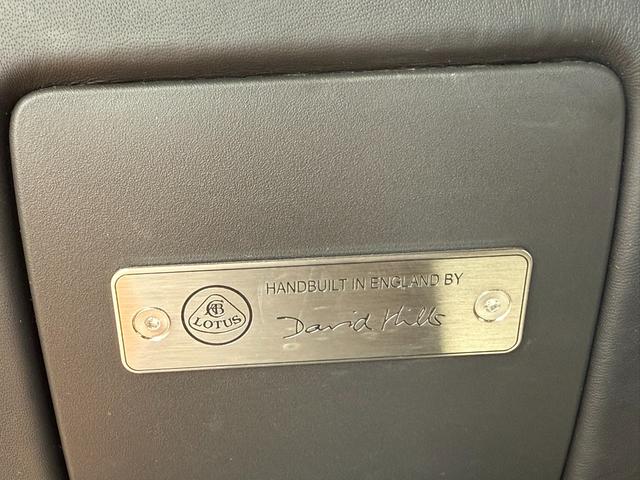 HANDBUILT IN ENGLAND BY
LOTUS
David Hills